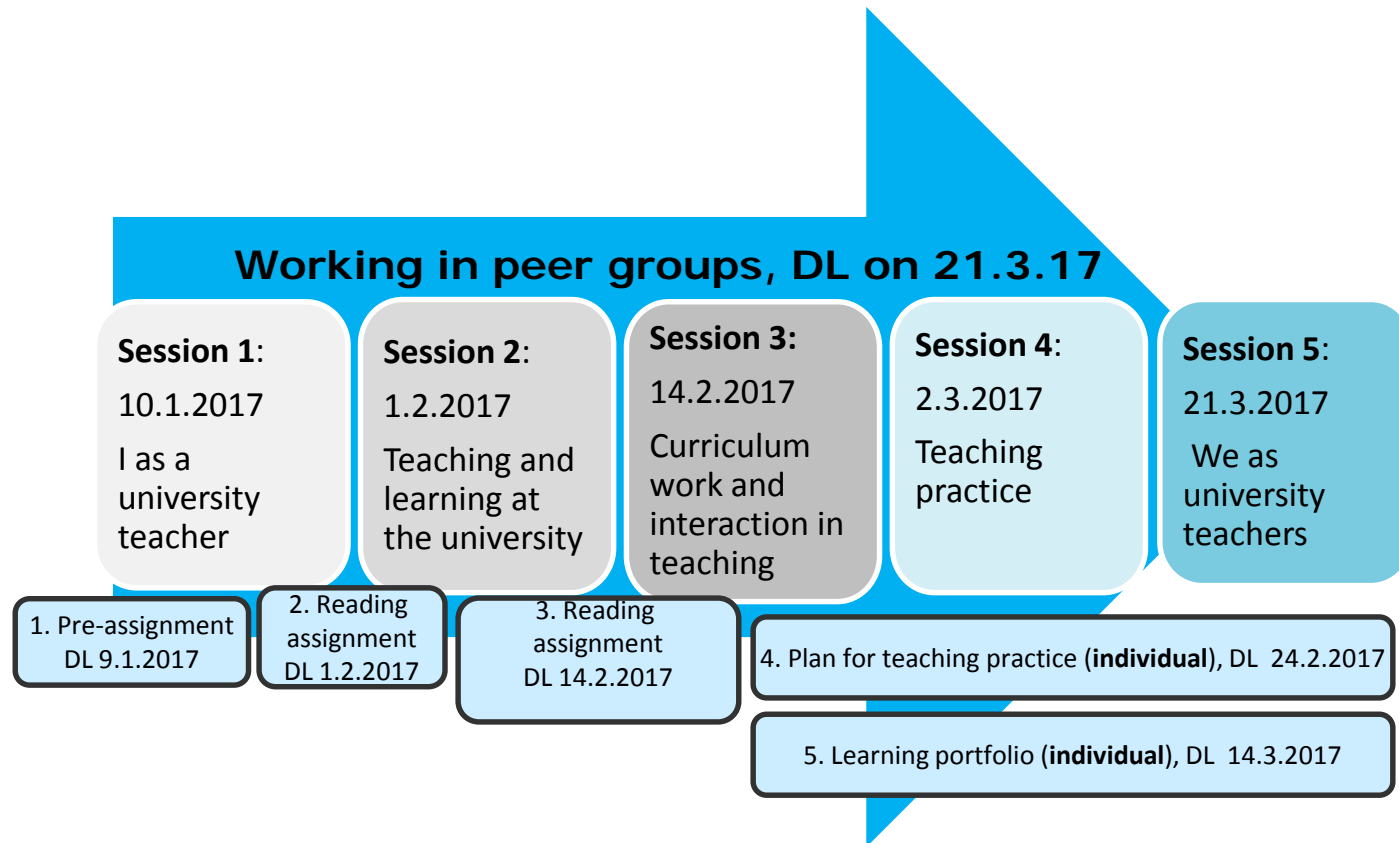 Working in peer groups, DL on 21.3.17
Session 1:
10.1.2017
I as a
university
teacher
Session 2:
1.2.2017
Teaching and
learning at
the university
Session 3:
14.2.2017
Curriculum
work and
interaction in
teaching
Session 4:
2.3.2017
Teaching
practice
Session 5:
21.3.2017
We as
university
teachers
1. Pre-assignment
DL 9.1.2017
2. Reading
assignment
DL 1.2.2017
3. Reading
assignment
DL 14.2.2017
4. Plan for teaching practice (individual), DL  24.2.2017
5. Learning portfolio (individual), DL  14.3.2017